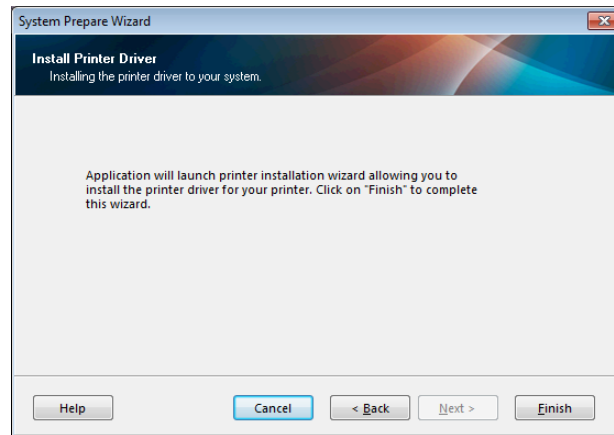 System Prepare Wizard
Install Printer Driver
Installing the printer driver to your system.
Application will launch printer installation wizard allowing you to
install the printer driver for your printer. Click on "Finish" to complete
this wizard.
Help
Cancel
< Back
Next >
Finish